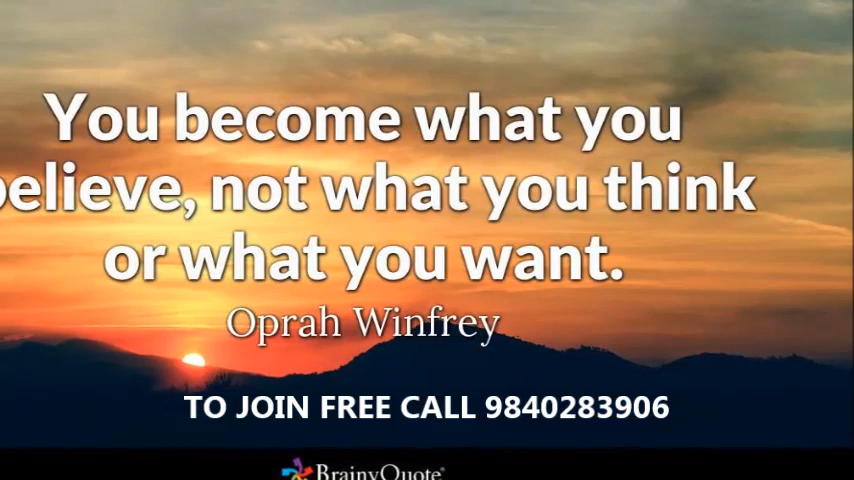 You become what you
believe, not what you think
or what you want.
Oprah Winfrey
TO JOIN FREE CALL 9840283906
BrainyQuote®